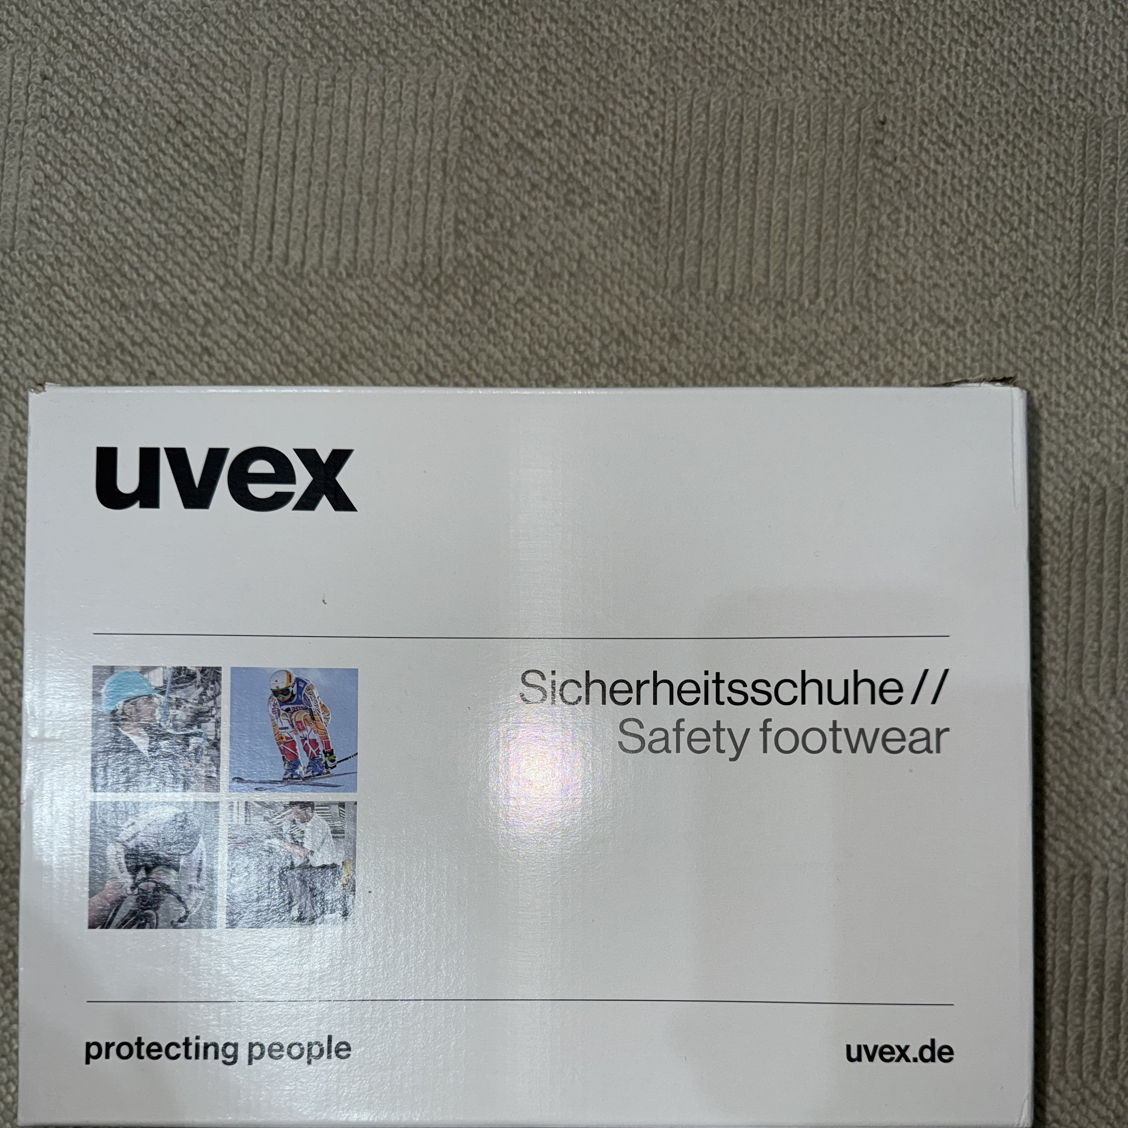 uvex
Sicherheitsschuhe //
Safety footwear
protecting people
uvex.de